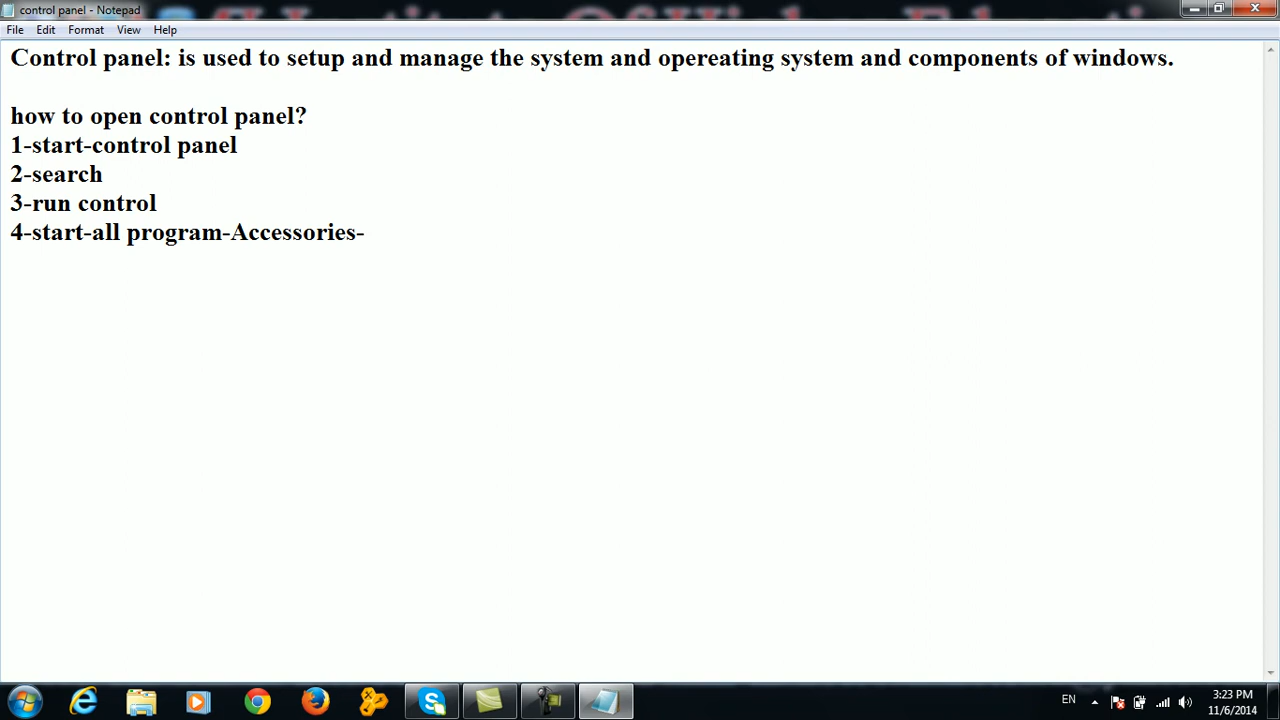 control panel - Notepad
File Edit Format View Help
Control panel: is used to setup and manage the system and opereating system and components of windows.
how to open control panel?
1-start-control panel
2-search
3-run control
4-start-all program-Accessories-
EN
3:23 PM
11/6/2014